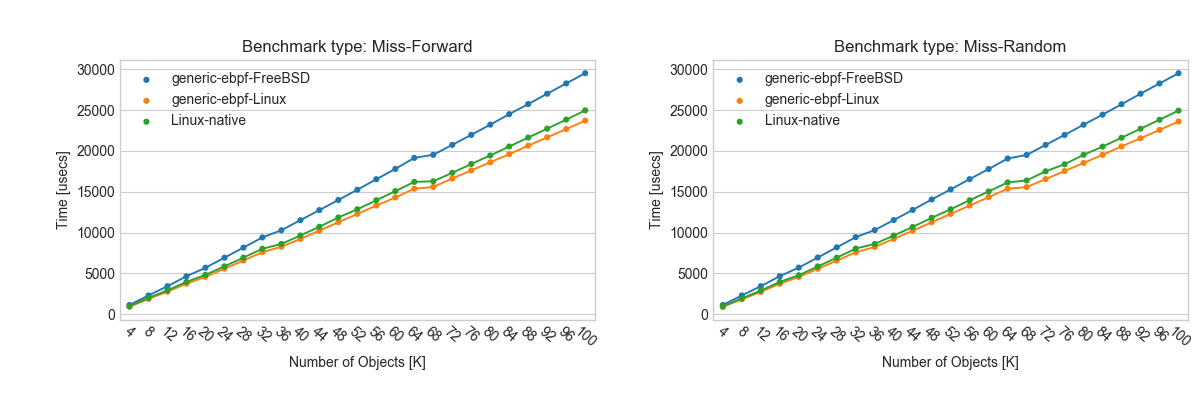 Benchmark type: Miss-Forward
30000
25000
20000
15000
10000
5000
0
Time [usecs]
generic-ebpf-FreeBSD
generic-ebpf-Linux
Linux-native
4 8 12 16 20 24 28 32 36 40 44 48 52 56 60 64 68 72 76 80 84 88 92 96 100
Number of Objects [K]
Benchmark type: Miss-Random
30000
25000
20000
15000
10000
5000
0
Time [usecs]
generic-ebpf-FreeBSD
generic-ebpf-Linux
Linux-native
4 8 12 16 20 24 28 32 36 40 44 48 52 56 60 64 68 72 76 80 84 88 92 96 100
Number of Objects [K]